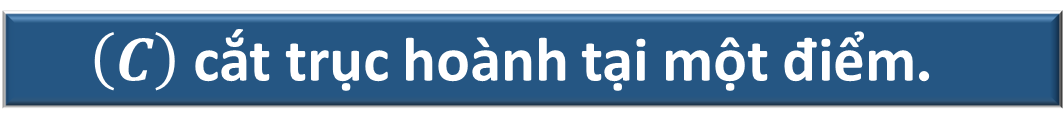 (C) cắt trục hoành tại một điểm.